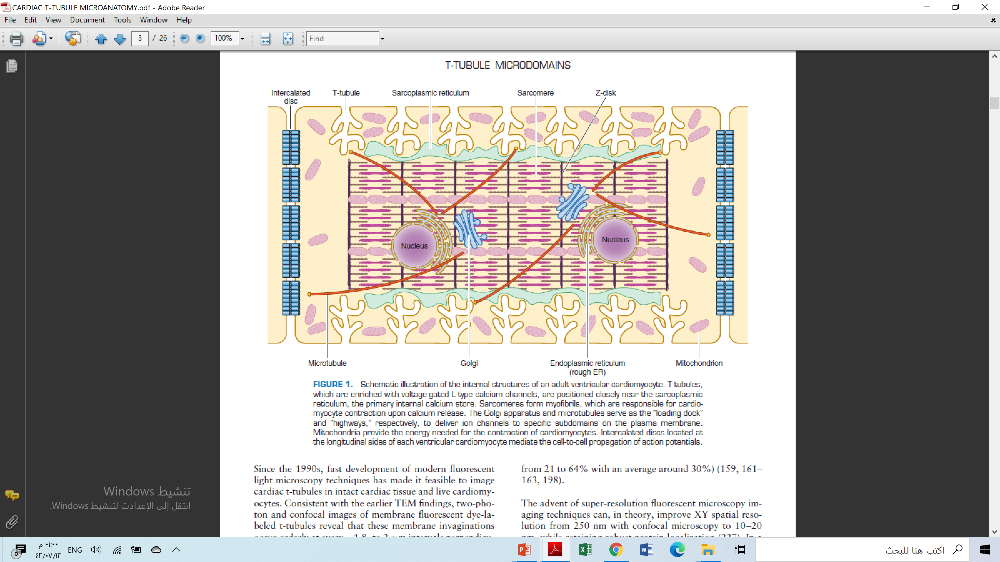 CARDIAC T-TUBULE MICROANATOMY.pdf - Adobe Reader
File Edit View Document Tools Window Help
3 / 26 100% Find
T-TUBULE MICRODOMAINS
Intercalated disc
T-tubule
Sarcoplasmic reticulum
Sarcomere
Z-disk
Nucleus
Nucleus
Microtubule
Golgi
Endoplasmic reticulum
(rough ER)
Mitochondrion
FIGURE 1. Schematic illustration of the internal structures of an adult ventricular cardiomyocyte. T-tubules,
which are enriched with voltage-gated L-type calcium channels, are positioned closely near the sarcoplasmic
reticulum, the primary internal calcium store. Sarcomeres form myofibrils, which are responsible for cardio-
myocyte contraction upon calcium release. The Golgi apparatus and microtubules serve as the "loading dock"
and "highways," respectively, to deliver ion channels to specific subdomains on the plasma membrane.
Mitochondria provide the energy needed for the contraction of cardiomyocytes. Intercalated discs located at
the longitudinal sides of each ventricular cardiomyocyte mediate the cell-to-cell propagation of action potentials.
Since the 1990s, fast development of modern fluorescent
light microscopy techniques has made it feasible to image
cardiac t-tubules in intact cardiac tissue and live cardiomy-
ocytes. Consistent with the earlier TEM findings, two-pho-
ton and confocal images of membrane fluorescent dye-la-
beled t-tubules reveal that these membrane invaginations
from 21 to 64% with an average around 30%) (159, 161–
163, 198).
The advent of super-resolution fluorescent microscopy im-
aging techniques can, in theory, improve XY spatial reso-
lution from 250 nm with confocal microscopy to 10–20
تنشيط Windows
انتقل إلى الإعدادت لتنشيط Windows.
٠١:٠٠ م
٤٢/٠٧/١٢
ENG
اكتب هنا للبحث